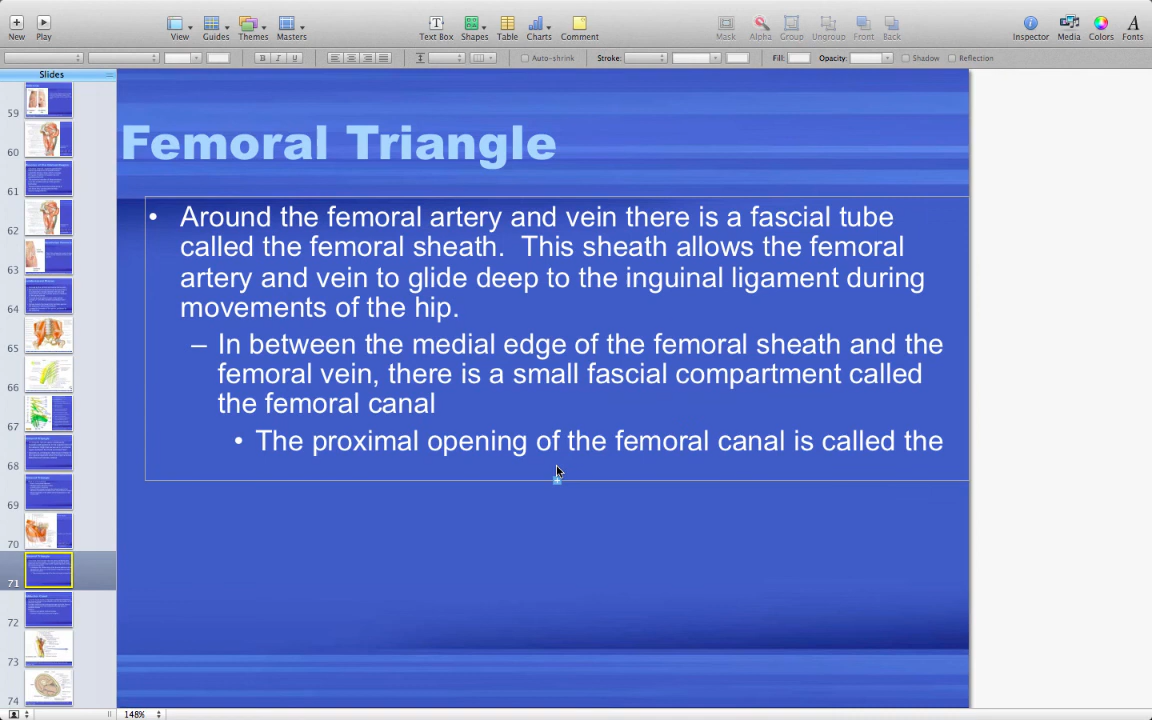 New Play View Guides Themes Masters Text Box Shapes Table Charts Comment Mask Alpha Group Ungroup Front Back Inspector Media Colors Fonts
B I U Auto-shrink Stroke: Fill: Opacity: Shadow Reflection
Slides
59
60
61
62
63
64
65
66
67
68
69
70
71
72
73
74
Femoral Triangle
• Around the femoral artery and vein there is a fascial tube
called the femoral sheath. This sheath allows the femoral
artery and vein to glide deep to the inguinal ligament during
movements of the hip.
– In between the medial edge of the femoral sheath and the
femoral vein, there is a small fascial compartment called
the femoral canal
• The proximal opening of the femoral canal is called the
148%